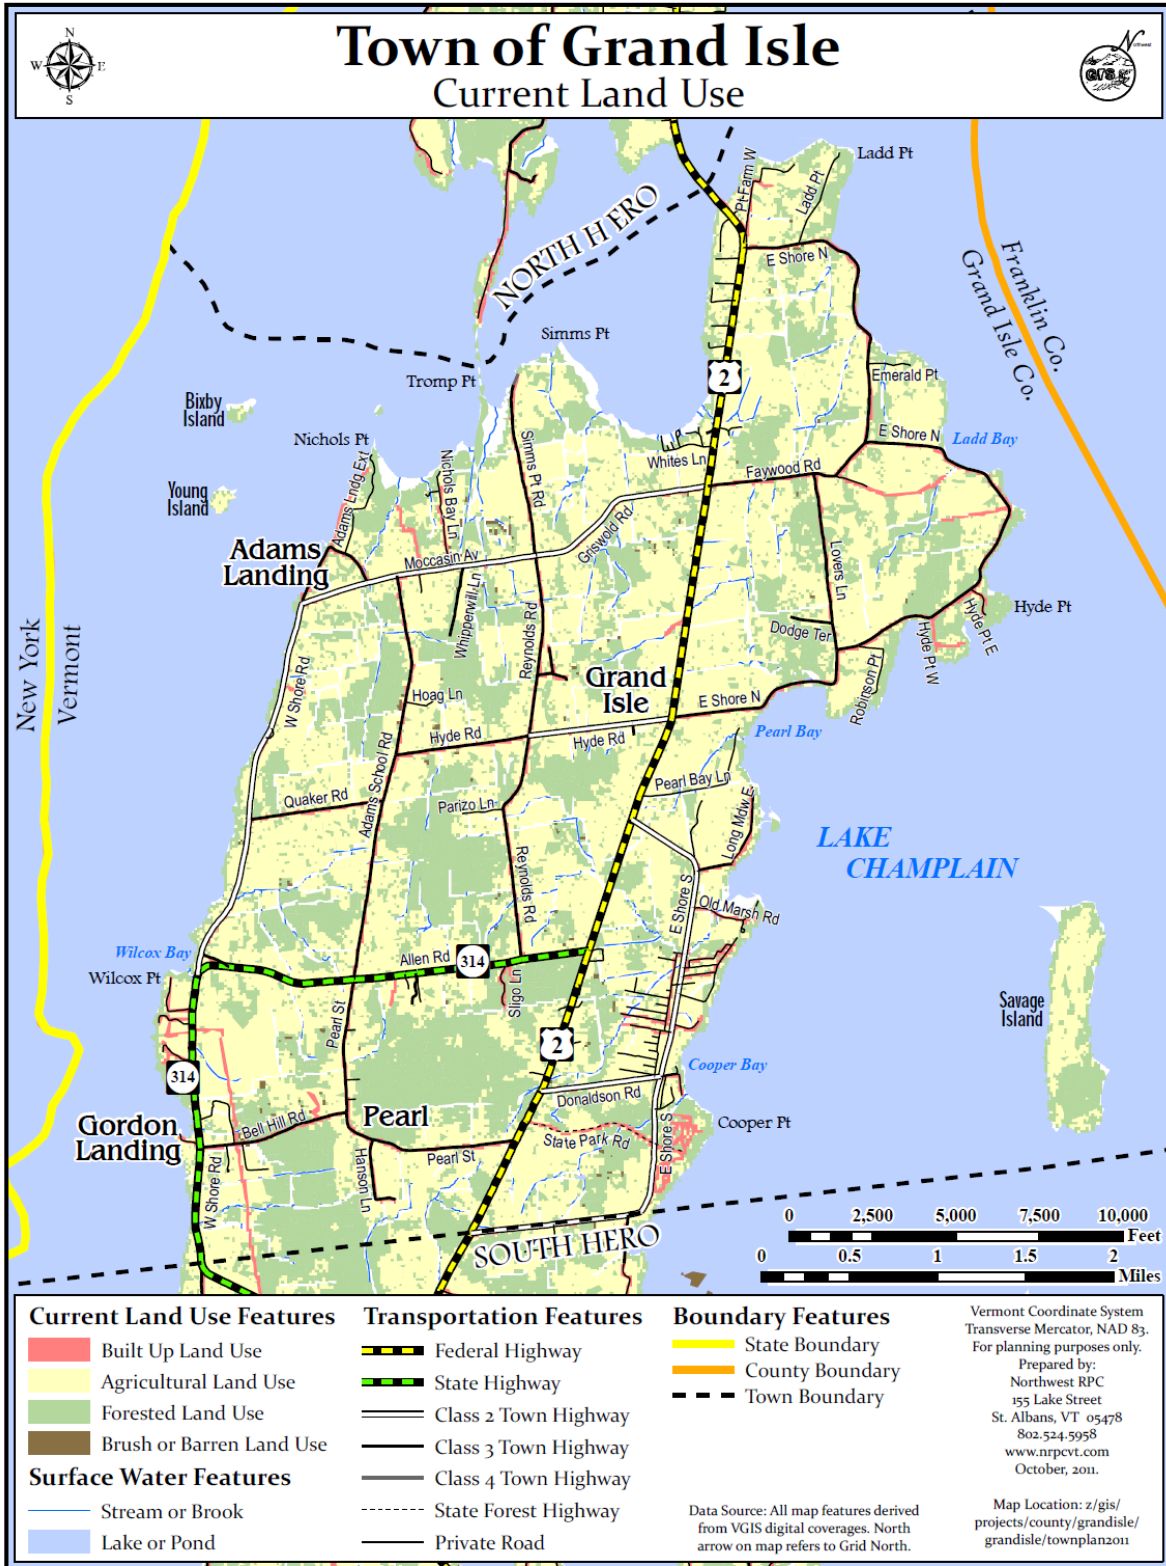 Town of Grand Isle
Current Land Use
N
W
E
S
N
Northwest
GIS
Ladd Pt
Pt Farm W
Ladd Pt
NORTH HERO
E Shore N
Franklin Co.
Grand Isle Co.
Simms Pt
Tromp Pt
2
Emerald Pt
Bixby
Island
Nichols Pt
E Shore N
Ladd Bay
Simms Pt Rd
Whites Ln
Faywood Rd
Adams Lndg Ext
Nichols Bay Ln
Young
Island
Griswold Rd
Adams
Landing
Moccasin Av
Lovers Ln
Whipperwill Ln
Reynolds Rd
Hyde Pt
Hyde Pt E
Hyde Pt W
Dodge Ter
New York
Vermont
W Shore Rd
Grand
Isle
Robinson Pt
Hoag Ln
E Shore N
Hyde Rd
Hyde Rd
Pearl Bay
Adams School Rd
Pearl Bay Ln
Quaker Rd
Parizo Ln
Long Mdw E
LAKE
CHAMPLAIN
Reynolds Rd
E Shore S
Old Marsh Rd
Wilcox Bay
Wilcox Pt
Allen Rd
314
Sligo Ln
Savage
Island
Pearl St
2
314
Cooper Bay
Donaldson Rd
Gordon
Landing
Bell Hill Rd
Pearl
Cooper Pt
State Park Rd
E Shore S
W Shore Rd
Hanson Ln
Pearl St
SOUTH HERO
0 2,500 5,000 7,500 10,000
Feet
0 0.5 1 1.5 2
Miles
Current Land Use Features
Built Up Land Use
Agricultural Land Use
Forested Land Use
Brush or Barren Land Use
Surface Water Features
Stream or Brook
Lake or Pond
Transportation Features
Federal Highway
State Highway
Class 2 Town Highway
Class 3 Town Highway
Class 4 Town Highway
State Forest Highway
Private Road
Boundary Features
State Boundary
County Boundary
Town Boundary
Data Source: All map features derived
from VGIS digital coverages. North
arrow on map refers to Grid North.
Vermont Coordinate System
Transverse Mercator, NAD 83.
For planning purposes only.
Prepared by:
Northwest RPC
155 Lake Street
St. Albans, VT 05478
802.524.5958
www.nrpcvt.com
October, 2011.
Map Location: z/gis/
projects/county/grandisle/
grandisle/townplan2011